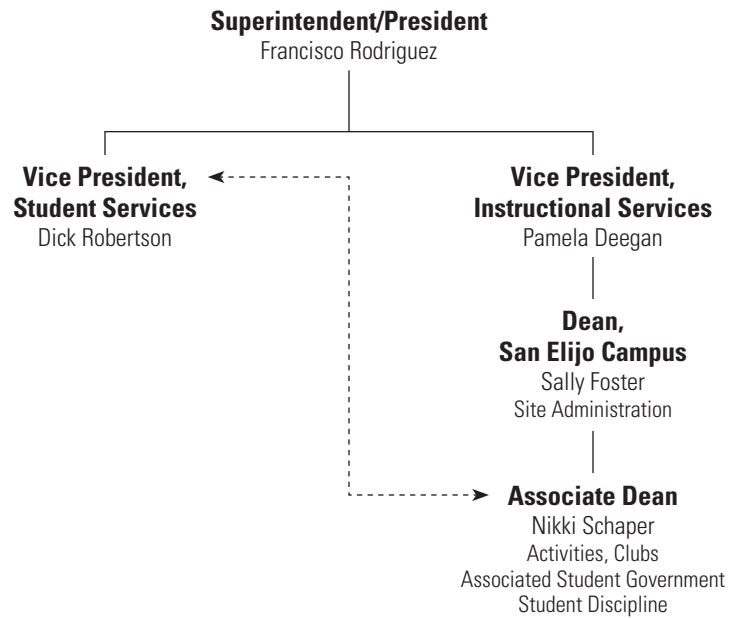 Superintendent/President
Francisco Rodriguez
Vice President,
Student Services
Dick Robertson
Vice President,
Instructional Services
Pamela Deegan
Dean,
San Elijo Campus
Sally Foster
Site Administration
Associate Dean
Nikki Schaper
Activities, Clubs
Associated Student Government
Student Discipline